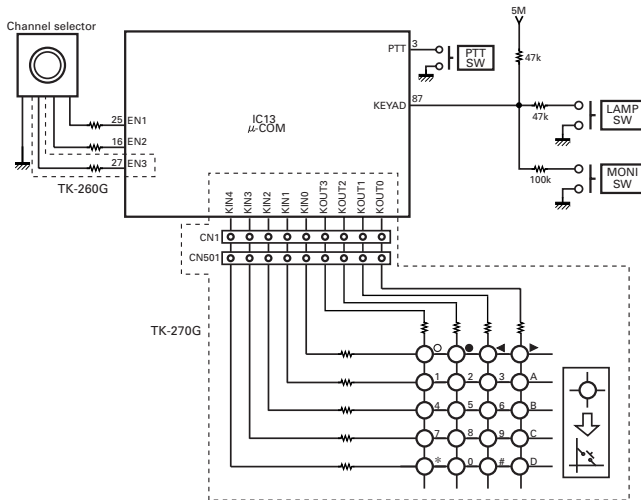 Channel selector
5M
3
PTT
PTT
SW
47k
87
KEYAD
25
EN1
IC13
μ-COM
47k
LAMP
SW
16
EN2
27
EN3
100k
MONI
SW
TK-260G
KIN4
KIN3
KIN2
KIN1
KIN0
KOUT3
KOUT2
KOUT1
KOUT0
CN1
CN501
TK-270G
○ ● ◀ ▶
1 2 3 A
4 5 6 B
7 8 9 C
* 0 # D